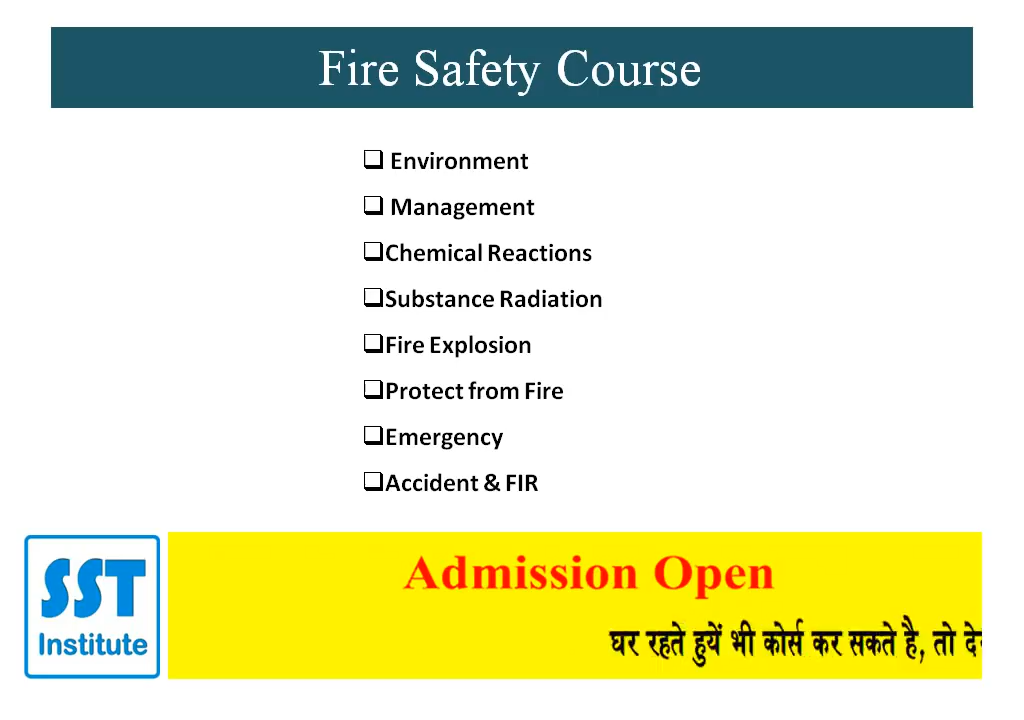 Fire Safety Course
❑ Environment
❑ Management
❑Chemical Reactions
❑Substance Radiation
❑Fire Explosion
❑Protect from Fire
❑Emergency
❑Accident & FIR
SST
Institute
Admission Open
घर रहते हुयें भी कोर्स कर सकते है, तो